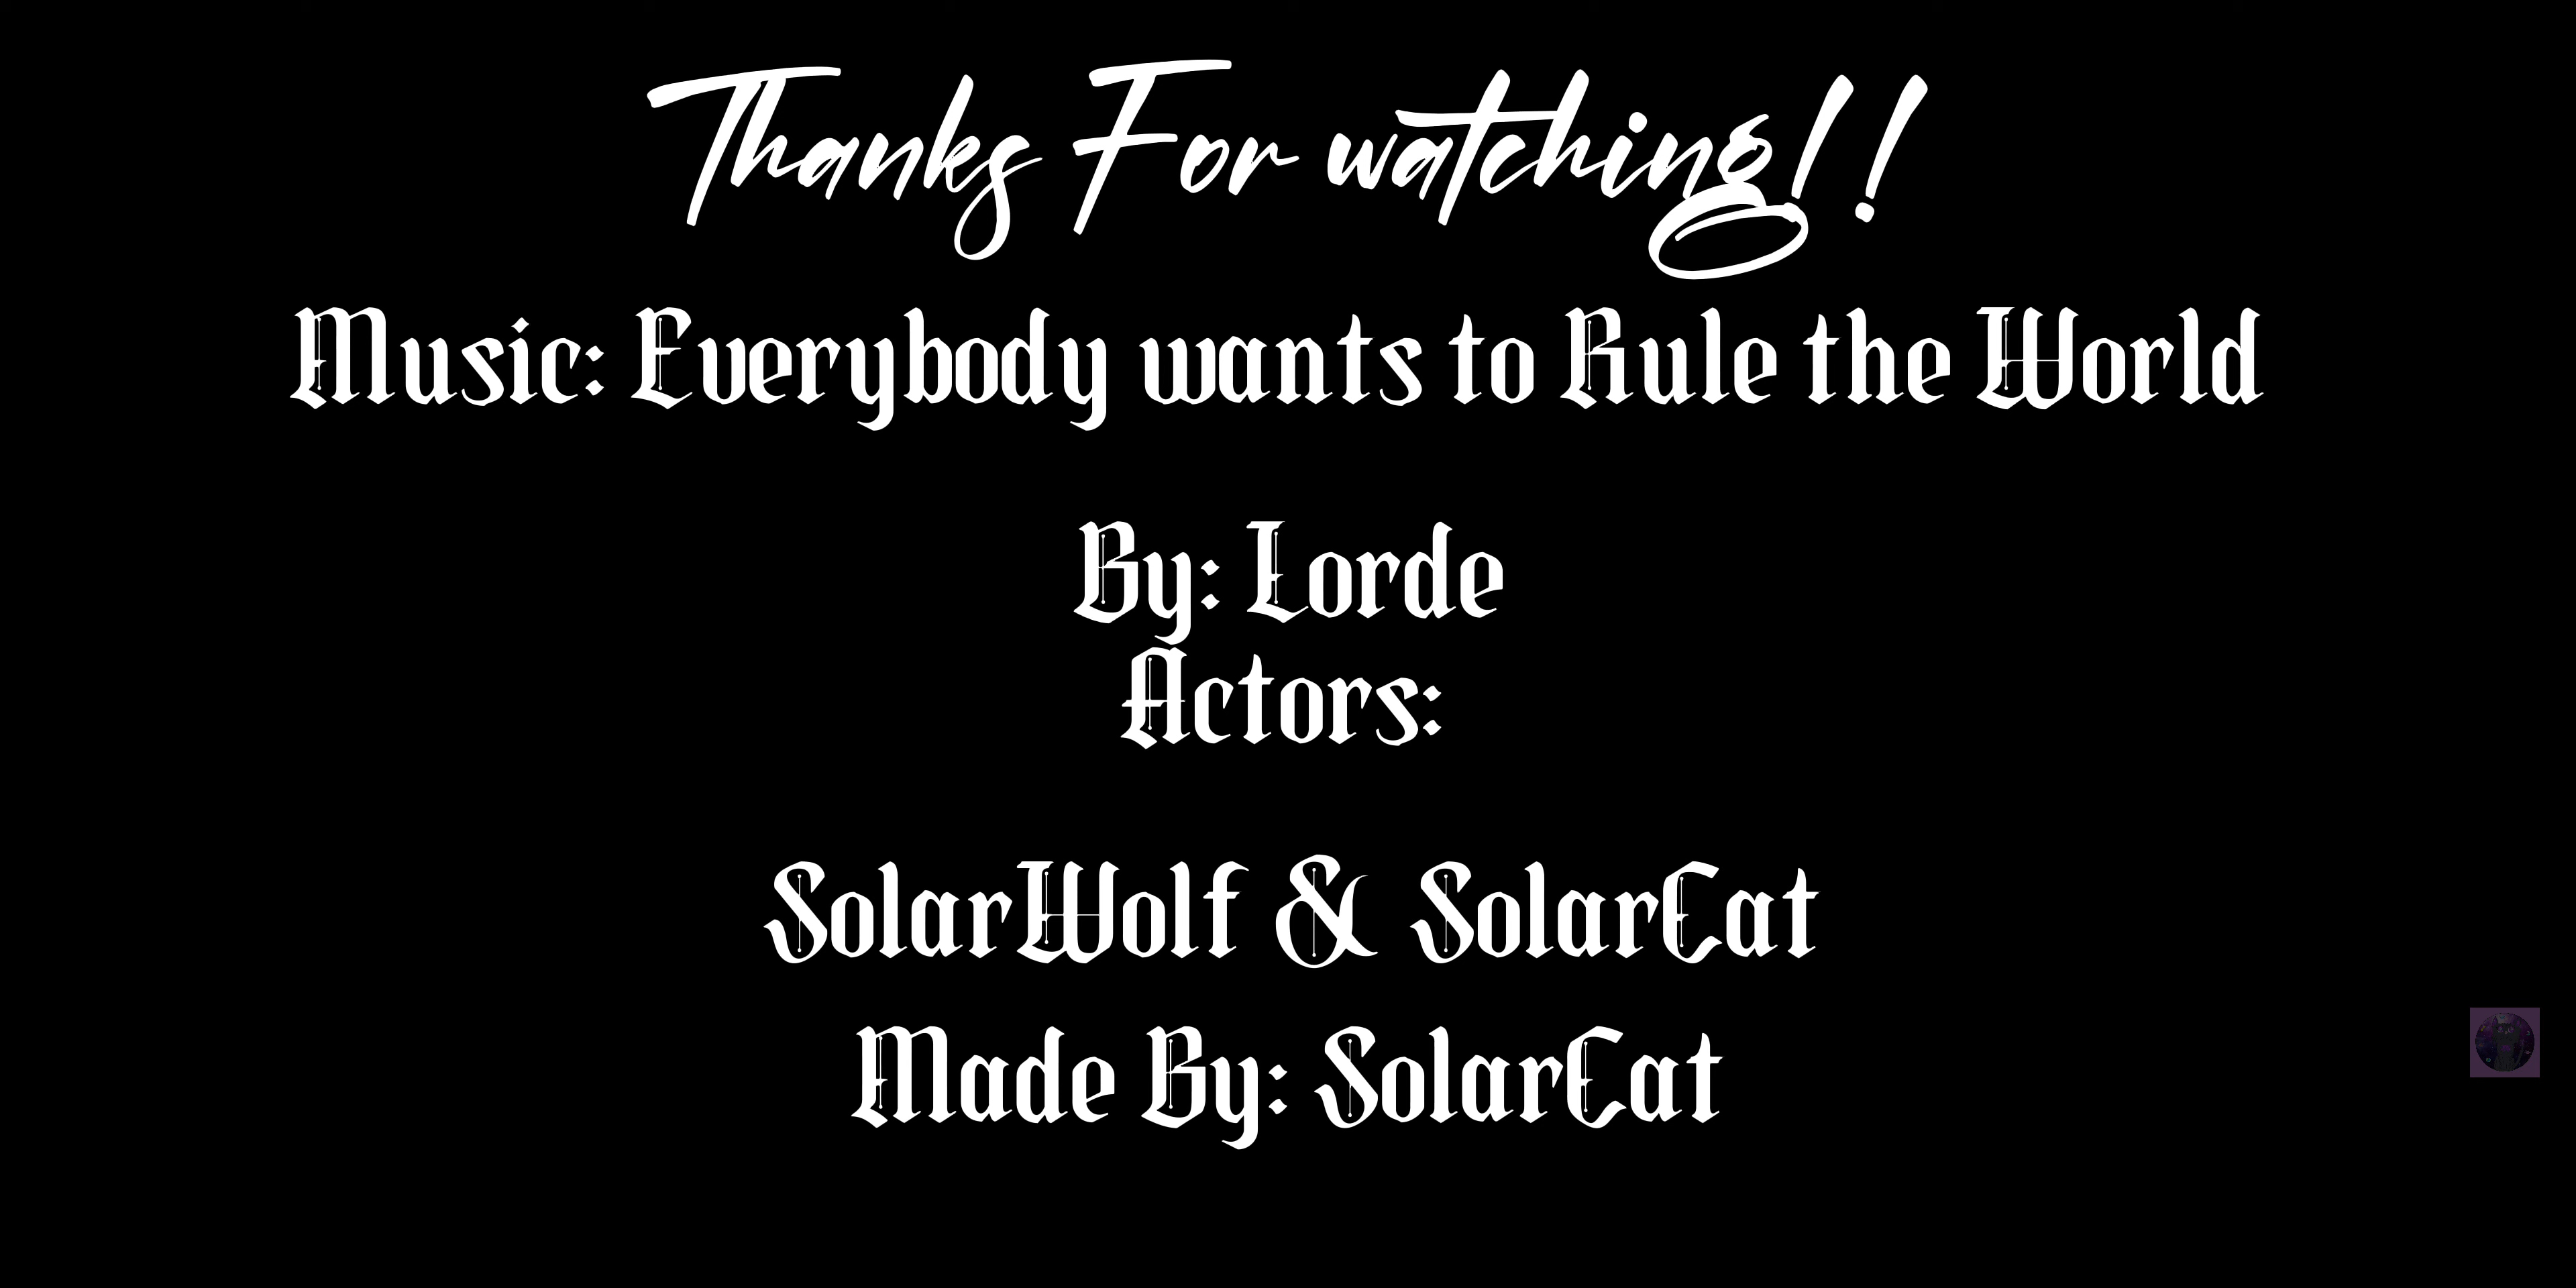 Thanks For watching!!
Music: Everybody wants to Rule the World
By: Lorde
Actors:
SolarWolf & SolarCat
Made By: SolarCat